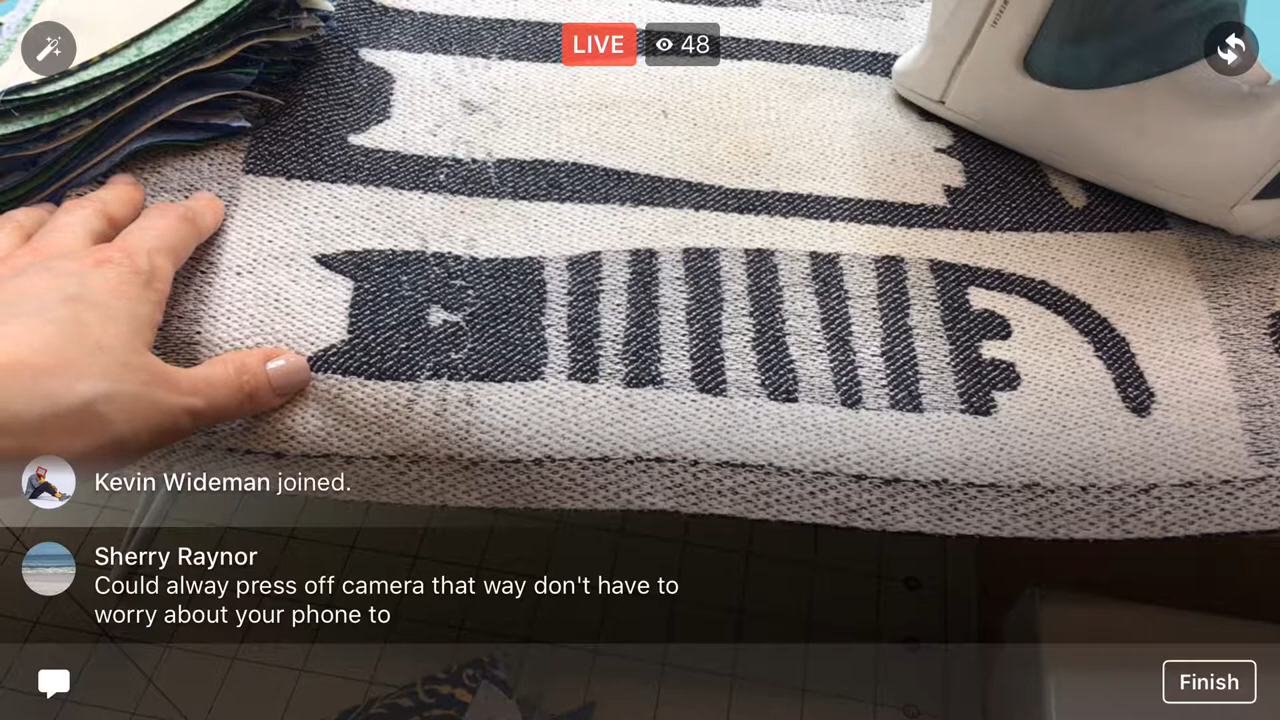 LIVE 48
Kevin Wideman joined.
Sherry Raynor
Could alway press off camera that way don't have to
worry about your phone to
Finish